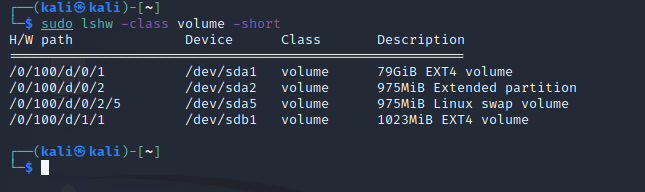 ┌──(kali㉿kali)-[~]
└─$ sudo lshw -class volume -short
H/W path Device Class Description
=======================================================
/0/100/d/0/1 /dev/sda1 volume 79GiB EXT4 volume
/0/100/d/0/2 /dev/sda2 volume 975MiB Extended partition
/0/100/d/0/2/5 /dev/sda5 volume 975MiB Linux swap volume
/0/100/d/1/1 /dev/sdb1 volume 1023MiB EXT4 volume
┌──(kali㉿kali)-[~]
└─$